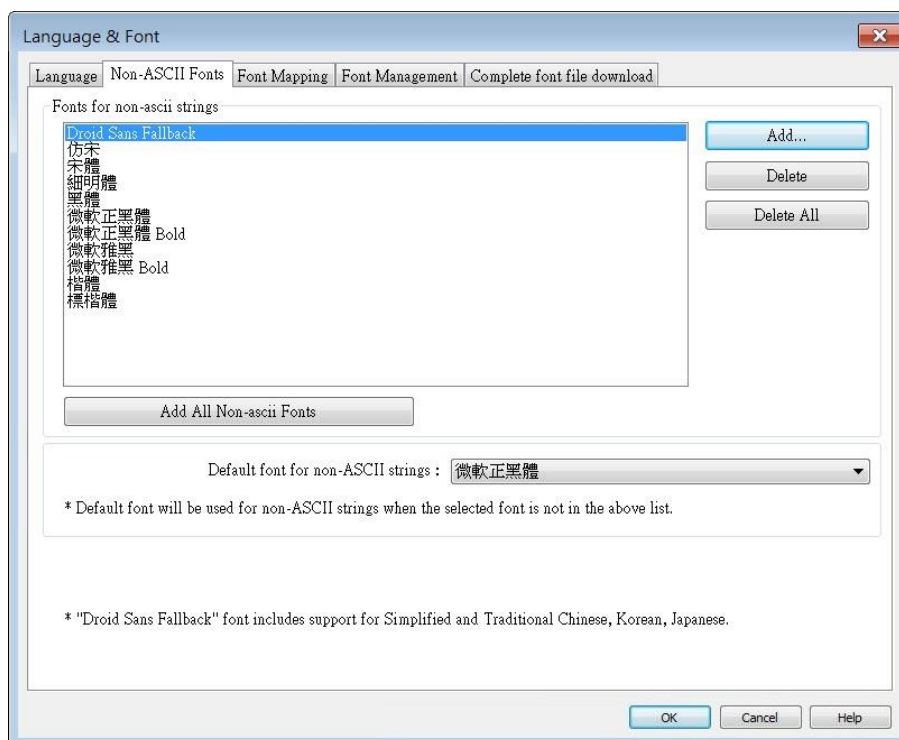 Language & Font
Language Non-ASCII Fonts Font Mapping Font Management Complete font file download
Fonts for non-ascii strings
Droid Sans Fallback
仿宋
宋體
細明體
黑體
微軟正黑體
微軟正黑體 Bold
微軟雅黑
微軟雅黑 Bold
楷體
標楷體
Add...
Delete
Delete All
Add All Non-ascii Fonts
Default font for non-ASCII strings : 微軟正黑體
* Default font will be used for non-ASCII strings when the selected font is not in the above list.
* "Droid Sans Fallback" font includes support for Simplified and Traditional Chinese, Korean, Japanese.
OK Cancel Help